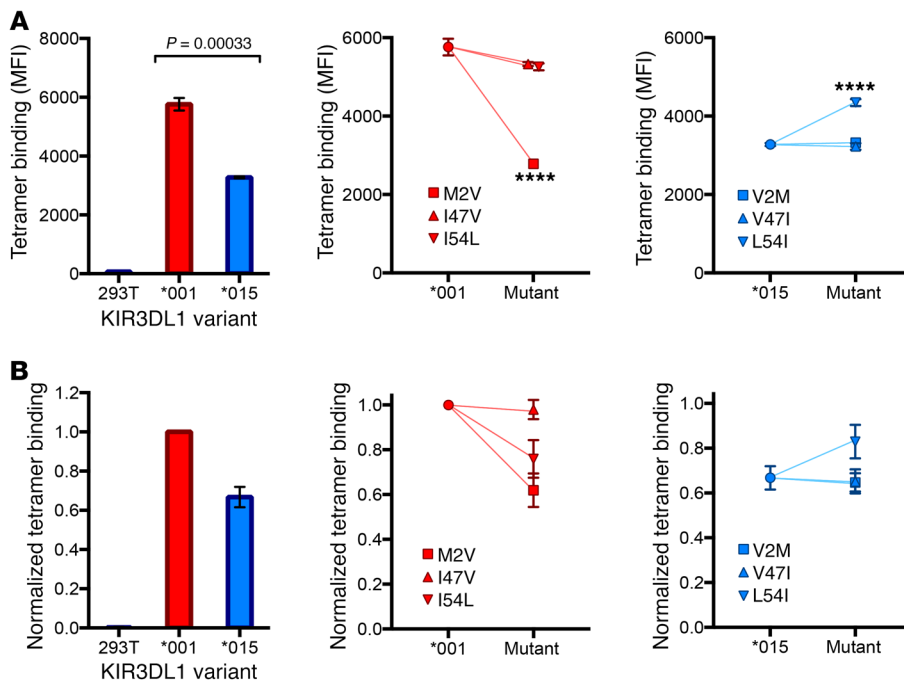 A
Tetramer binding (MFI)
8000
6000
4000
2000
0
P = 0.00033
293T *001 *015
KIR3DL1 variant
Tetramer binding (MFI)
6000
4000
2000
0
****
M2V
I47V
I54L
*001 Mutant
Tetramer binding (MFI)
6000
4000
2000
0
****
V2M
V47I
L54I
*015 Mutant
B
Normalized tetramer binding
1.2
1.0
0.8
0.6
0.4
0.2
0.0
293T *001 *015
KIR3DL1 variant
Normalized tetramer binding
1.0
0.8
0.6
0.4
0.2
0.0
M2V
I47V
I54L
*001 Mutant
Normalized tetramer binding
1.0
0.8
0.6
0.4
0.2
0.0
V2M
V47I
L54I
*015 Mutant